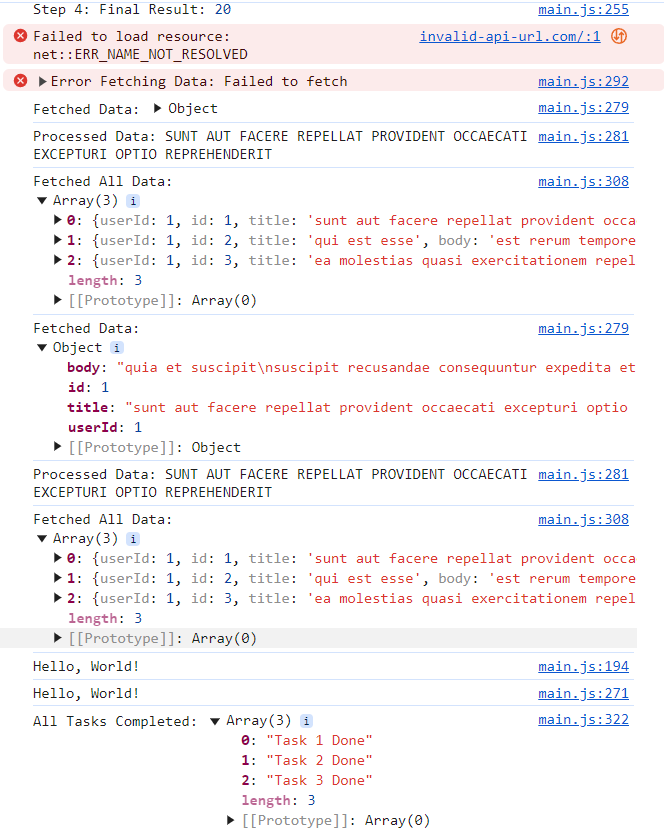 Step 4: Final Result: 20 main.js:255
Failed to load resource: invalid-api-url.com/:1
net::ERR_NAME_NOT_RESOLVED
Error Fetching Data: Failed to fetch main.js:292
Fetched Data: Object main.js:279
Processed Data: SUNT AUT FACERE REPELLAT PROVIDENT OCCAECATI main.js:281
EXCEPTURI OPTIO REPREHENDERIT
Fetched All Data: main.js:308
Array(3) i
0: {userId: 1, id: 1, title: 'sunt aut facere repellat provident occa
1: {userId: 1, id: 2, title: 'qui est esse', body: 'est rerum tempore
2: {userId: 1, id: 3, title: 'ea molestias quasi exercitationem repel
length: 3
[[Prototype]]: Array(0)
Fetched Data: main.js:279
Object i
body: "quia et suscipit\nsuscipit recusandae consequuntur expedita et
id: 1
title: "sunt aut facere repellat provident occaecati excepturi optio
userId: 1
[[Prototype]]: Object
Processed Data: SUNT AUT FACERE REPELLAT PROVIDENT OCCAECATI main.js:281
EXCEPTURI OPTIO REPREHENDERIT
Fetched All Data: main.js:308
Array(3) i
0: {userId: 1, id: 1, title: 'sunt aut facere repellat provident occa
1: {userId: 1, id: 2, title: 'qui est esse', body: 'est rerum tempore
2: {userId: 1, id: 3, title: 'ea molestias quasi exercitationem repel
length: 3
[[Prototype]]: Array(0)
Hello, World! main.js:194
Hello, World! main.js:271
All Tasks Completed: Array(3) i main.js:322
0: "Task 1 Done"
1: "Task 2 Done"
2: "Task 3 Done"
length: 3
[[Prototype]]: Array(0)